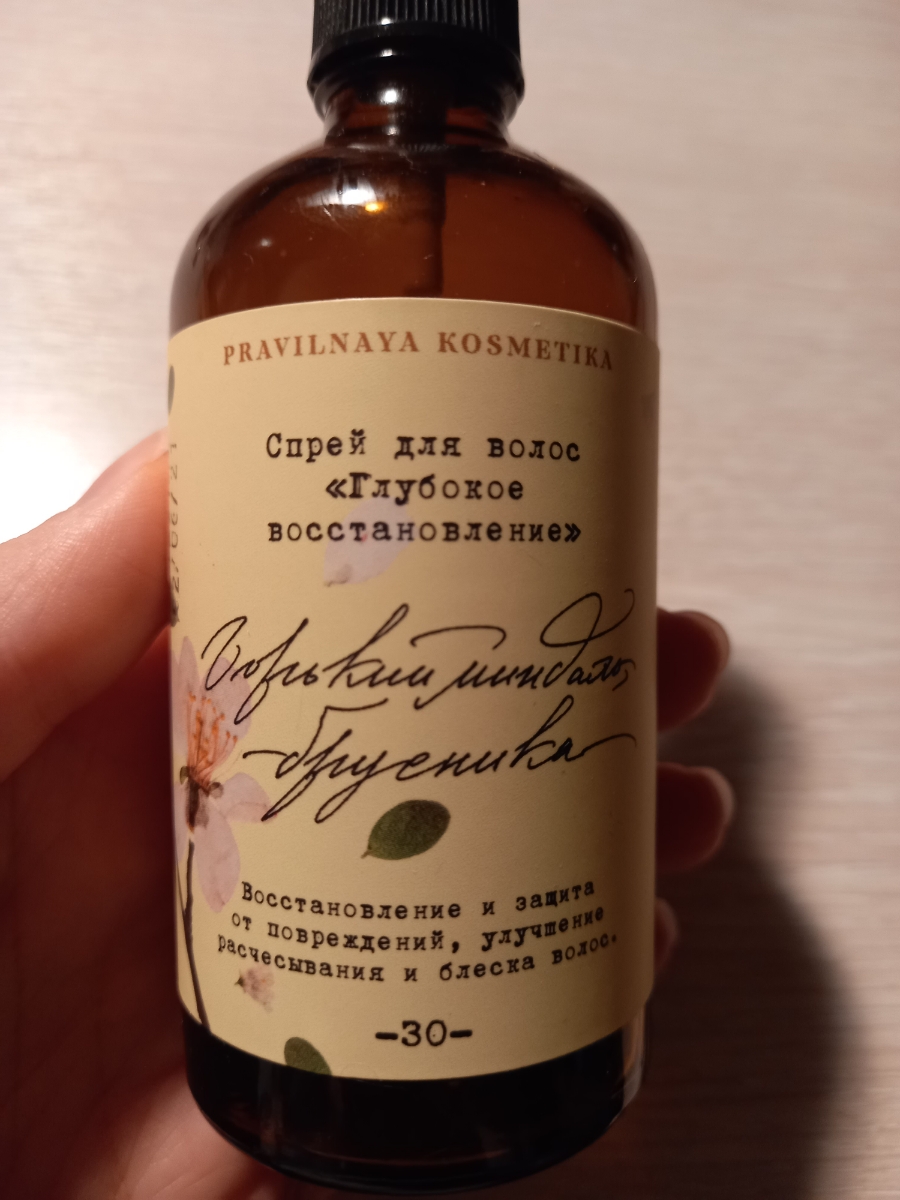 PRAVILNAYA KOSMETIKA
Спрей для волос
«Глубокое
восстановление»
Горький миндаль,
брусника
Восстановление и защита
от повреждений, улучшение
расчесывания и блеска волос.
-30-